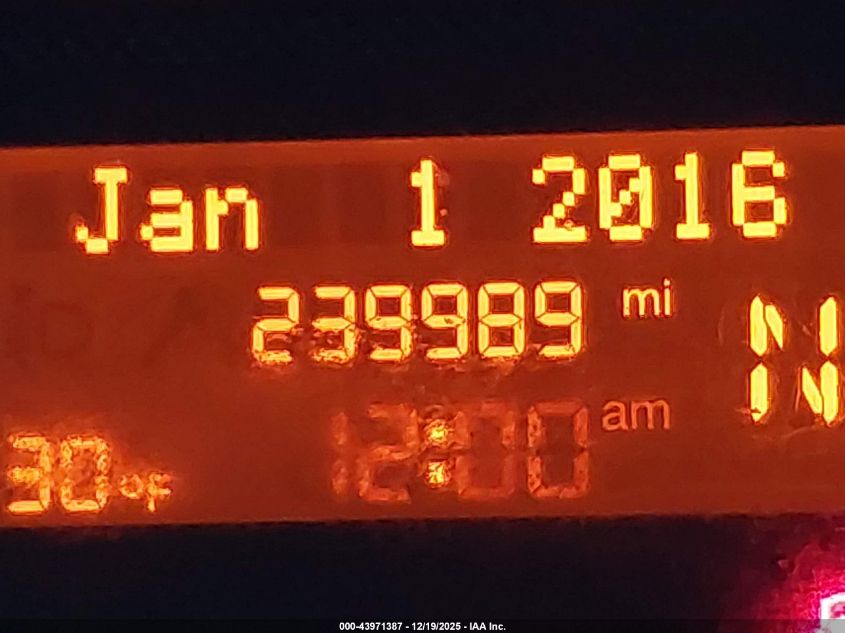 Jan 1 2016
239989 mi
N
12:00 am
30 °F
000-43971387 - 12/19/2025 - IAA Inc.